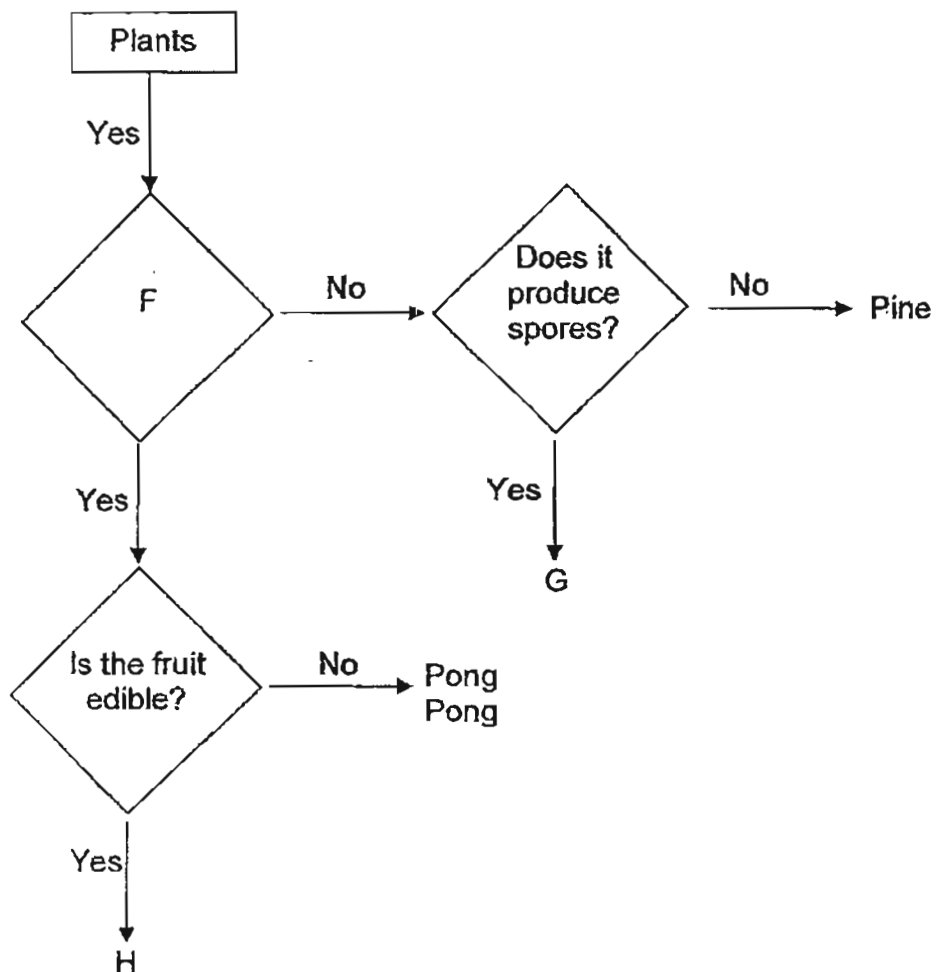 Plants
Yes
F
No
Does it
produce
spores?
No
Pine
Yes
Yes
G
Is the fruit
edible?
No
Pong
Pong
Yes
H